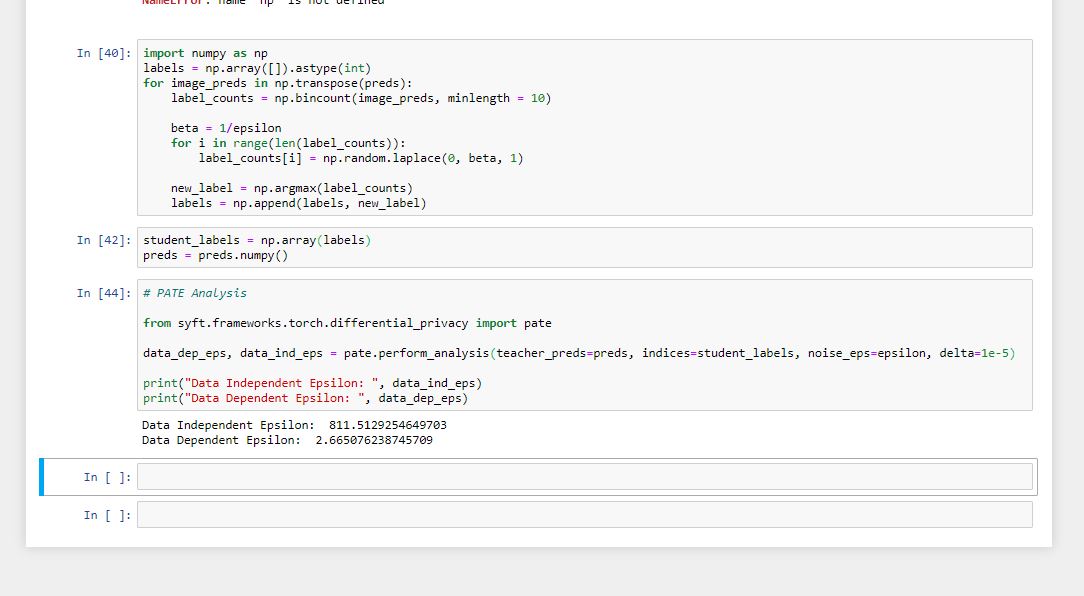 NameError: name 'np' is not defined
In [40]:
import numpy as np
labels = np.array([]).astype(int)
for image_preds in np.transpose(preds):
    label_counts = np.bincount(image_preds, minlength = 10)
    beta = 1/epsilon
    for i in range(len(label_counts)):
        label_counts[i] = np.random.laplace(0, beta, 1)
    new_label = np.argmax(label_counts)
    labels = np.append(labels, new_label)
In [42]:
student_labels = np.array(labels)
preds = preds.numpy()
In [44]:
# PATE Analysis
from syft.frameworks.torch.differential_privacy import pate
data_dep_eps, data_ind_eps = pate.perform_analysis(teacher_preds=preds, indices=student_labels, noise_eps=epsilon, delta=1e-5)
print("Data Independent Epsilon: ", data_ind_eps)
print("Data Dependent Epsilon: ", data_dep_eps)
Data Independent Epsilon:  811.5129254649703
Data Dependent Epsilon:  2.665076238745709
In [ ]:
In [ ]: